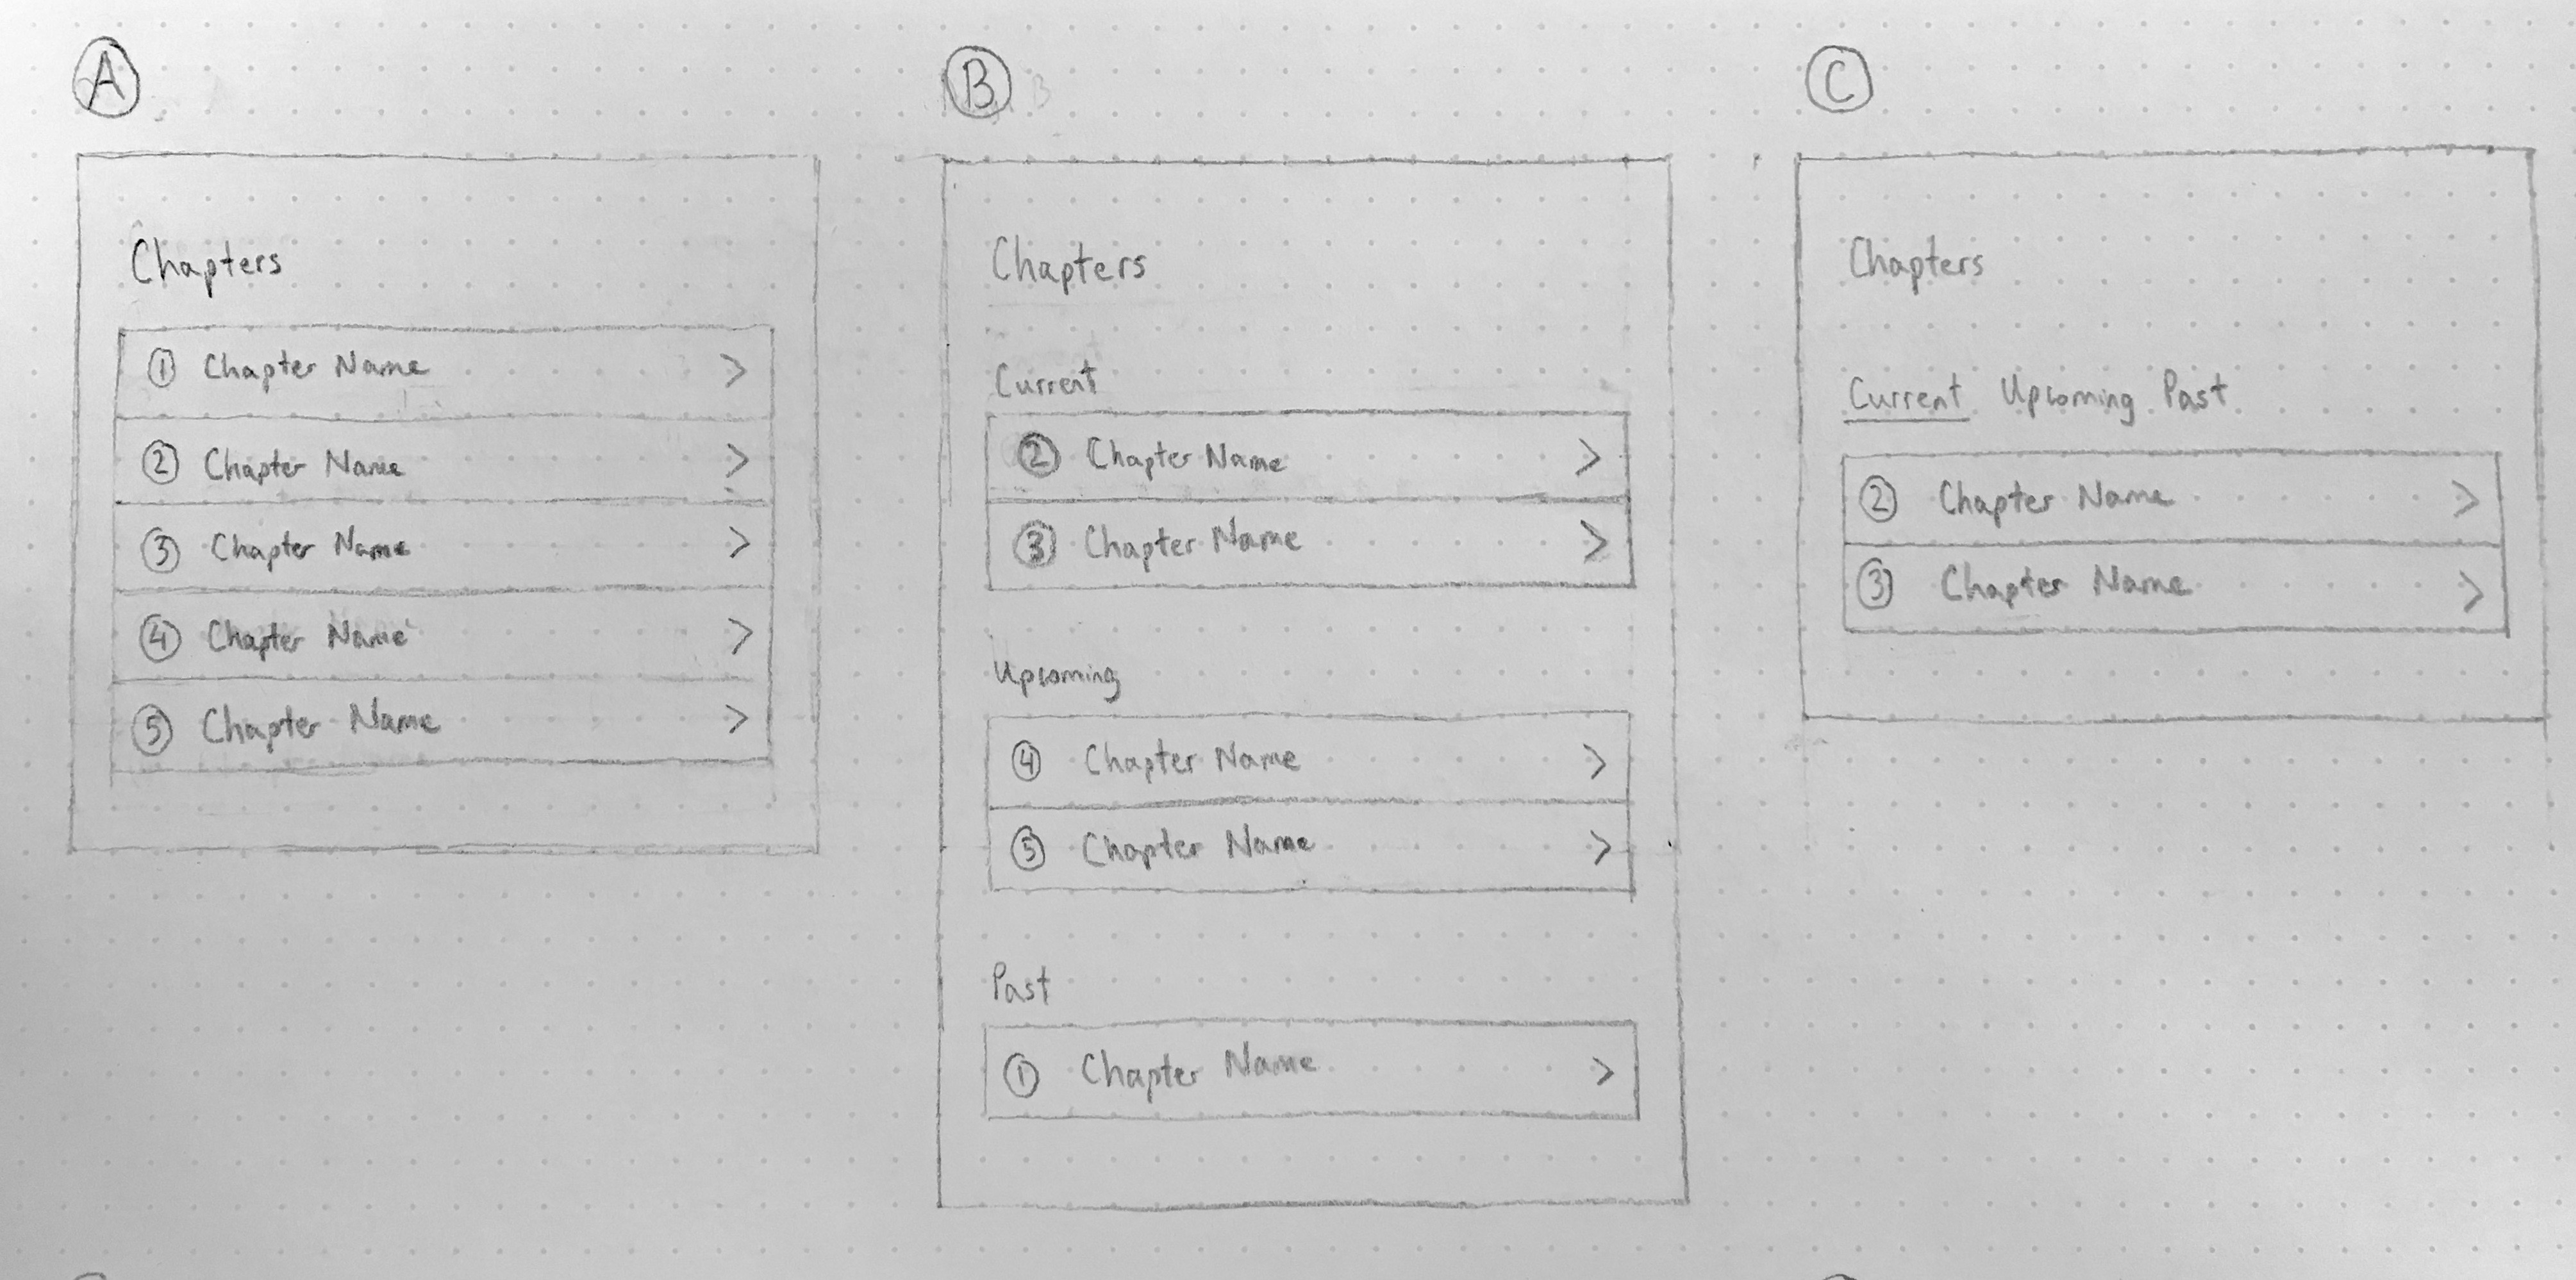 A
Chapters
1 Chapter Name >
2 Chapter Name >
3 Chapter Name >
4 Chapter Name >
5 Chapter Name >
B
Chapters
Current
2 Chapter Name >
3 Chapter Name >
Upcoming
4 Chapter Name >
5 Chapter Name >
Past
1 Chapter Name >
C
Chapters
Current Upcoming Past
2 Chapter Name >
3 Chapter Name >